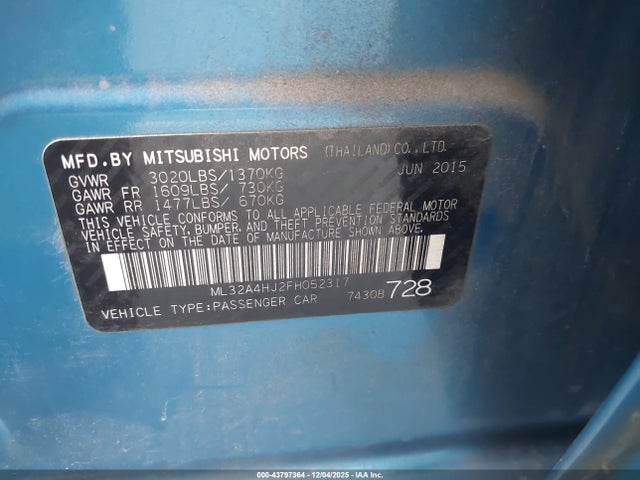 MFD.BY MITSUBISHI MOTORS (THAILAND)CO.,LTD.
GVWR 3020LBS/1370KG JUN 2015
GAWR FR 1609LBS/ 730KG
GAWR RR 1477LBS/ 670KG
THIS VEHICLE CONFORMS TO ALL APPLICABLE FEDERAL MOTOR
VEHICLE SAFETY, BUMPER, AND THEFT PREVENTION STANDARDS
IN EFFECT ON THE DATE OF MANUFACTURE SHOWN ABOVE.
ML32A4HJ2FH052317
VEHICLE TYPE:PASSENGER CAR 7430B 728
000-43797364 - 12/04/2025 - IAAI.COM